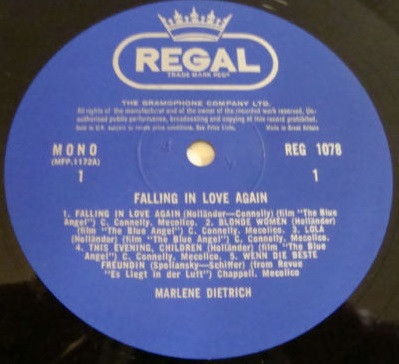 REGAL
TRADE MARK REGD
THE GRAMOPHONE COMPANY LTD.
All rights of the manufacturer and of the owner of the recorded work reserved. Un-
authorised public performance, broadcasting and copying of this record prohibited.
Sold in U.K. subject to resale price conditions. See Price Lists.
Made in Great Britain
MONO
(MFP.1172A)
1
REG 1078
1
FALLING IN LOVE AGAIN
1. FALLING IN LOVE AGAIN (Holländer—Connelly) (film "The Blue
Angel") C. Connelly, Mecolico. 2. BLONDE WOMEN (Holländer)
(film "The Blue Angel") C. Connelly, Mecolico. 3. LOLA
(Holländer) (film "The Blue Angel") C. Connelly, Mecolico.
4. THIS EVENING, CHILDREN (Holländer) (film "The Blue
Angel") C. Connelly, Mecolico. 5. WENN DIE BESTE
FREUNDIN (Spoliansky—Schiffer) (from Revue
"Es Liegt in der Luft") Chappell, Mecolico
MARLENE DIETRICH